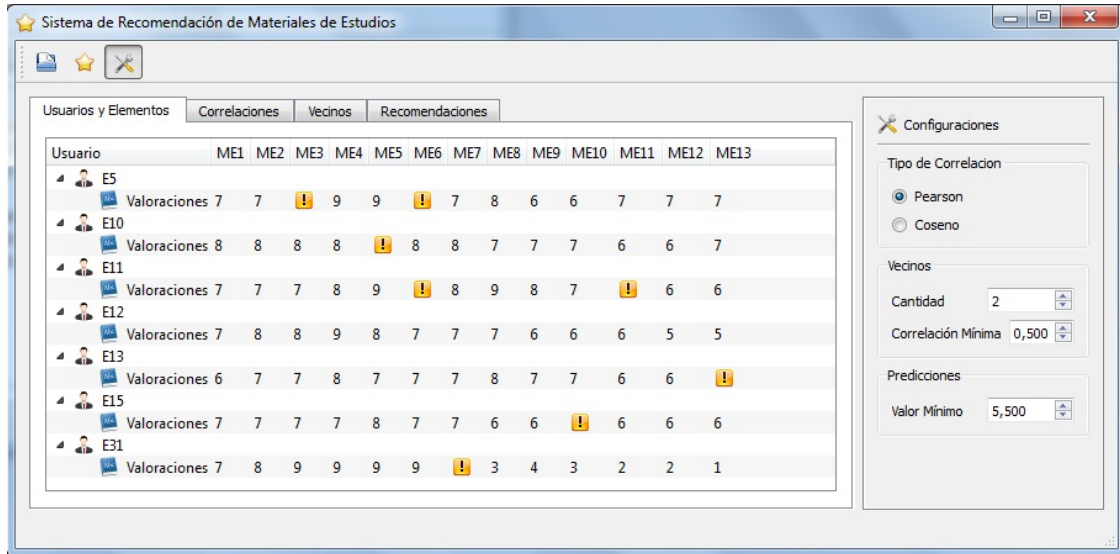 Sistema de Recomendación de Materiales de Estudios
Usuarios y Elementos Correlaciones Vecinos Recomendaciones
Usuario ME1 ME2 ME3 ME4 ME5 ME6 ME7 ME8 ME9 ME10 ME11 ME12 ME13
E5
Valoraciones 7 7 ! 9 9 ! 7 8 6 6 7 7 7
E10
Valoraciones 8 8 8 8 ! 8 8 7 7 7 6 6 7
E11
Valoraciones 7 7 7 8 9 ! 8 9 8 7 ! 6 6
E12
Valoraciones 7 8 8 9 8 7 7 7 6 6 6 5 5
E13
Valoraciones 6 7 7 8 7 7 7 8 7 7 6 6 !
E15
Valoraciones 7 7 7 7 8 7 7 6 6 ! 6 6 6
E31
Valoraciones 7 8 9 9 9 9 ! 3 4 3 2 2 1
Configuraciones
Tipo de Correlacion
Pearson
Coseno
Vecinos
Cantidad 2
Correlación Mínima 0,500
Predicciones
Valor Mínimo 5,500